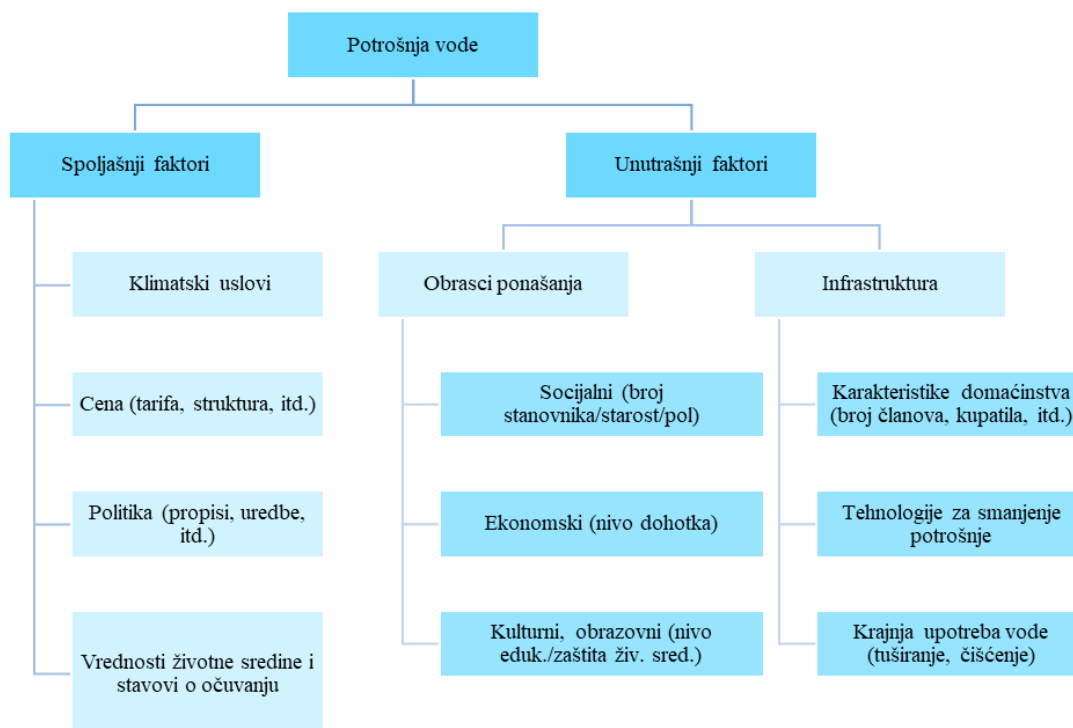 Potrošnja vode
Spoljašnji faktori
Klimatski uslovi
Cena (tarifa, struktura, itd.)
Politika (propisi, uredbe,
itd.)
Vrednosti životne sredine i
stavovi o očuvanju
Unutrašnji faktori
Obrasci ponašanja
Socijalni (broj
stanovnika/starost/pol)
Ekonomski (nivo dohotka)
Kulturni, obrazovni (nivo
eduk./zaštita živ. sred.)
Infrastruktura
Karakteristike domaćinstva
(broj članova, kupatila, itd.)
Tehnologije za smanjenje
potrošnje
Krajnja upotreba vode
(tuširanje, čišćenje)